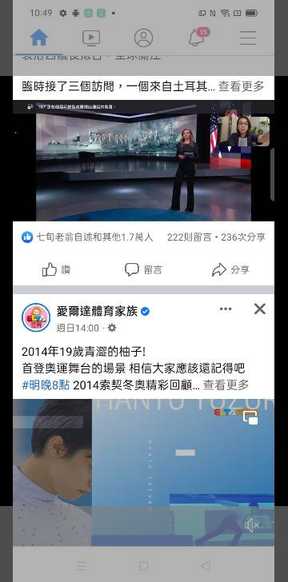 10:49
15
臨時接了三個訪問，一個來自土耳其... 查看更多
七旬老翁自述和其他1.7萬人
222則留言・236次分享
讚
留言
分享
愛爾達體育家族
週日14:00
2014年19歲青澀的柚子!
首登奧運舞台的場景 相信大家應該還記得吧
#明晚8點 2014索契冬奧精彩回顧... 查看更多
HANYU YUZUR